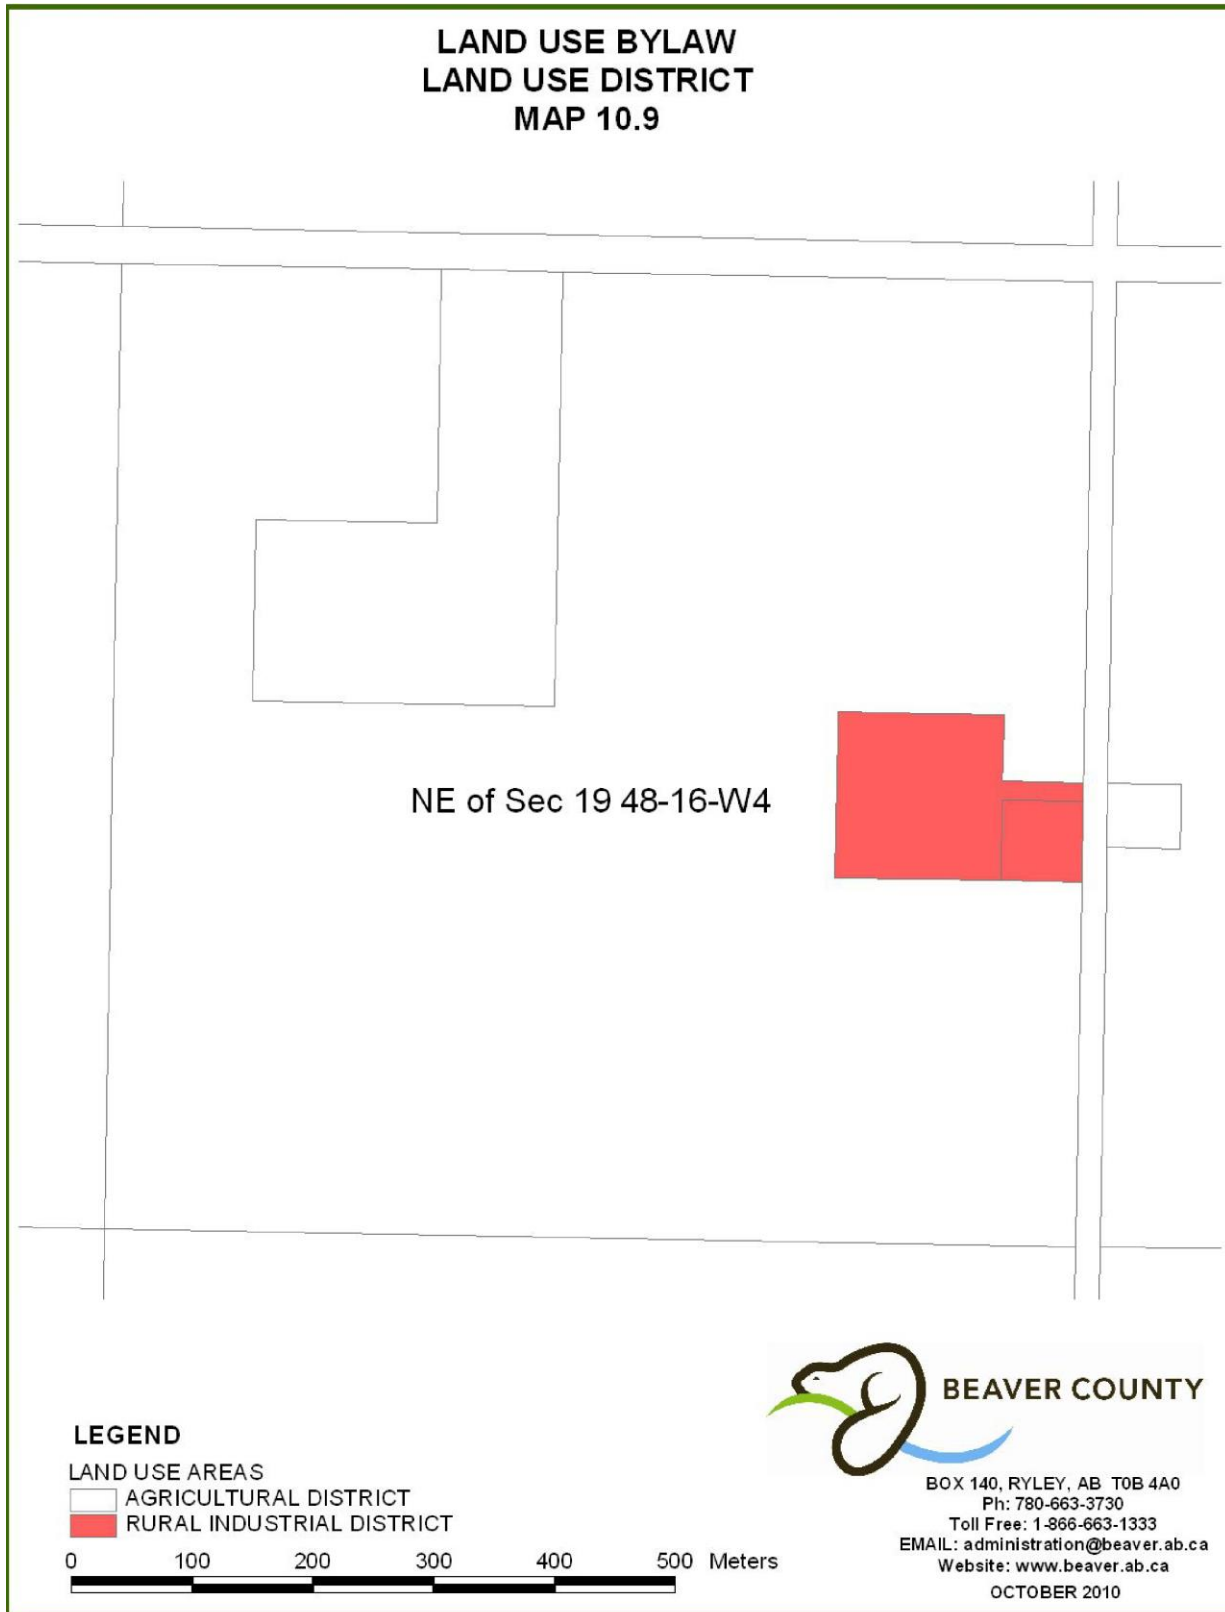 LAND USE BYLAW
LAND USE DISTRICT
MAP 10.9
NE of Sec 19 48-16-W4
BEAVER COUNTY
LEGEND
LAND USE AREAS
AGRICULTURAL DISTRICT
RURAL INDUSTRIAL DISTRICT
0 100 200 300 400 500 Meters
BOX 140, RYLEY, AB T0B 4A0
Ph: 780-663-3730
Toll Free: 1-866-663-1333
EMAIL: administration@beaver.ab.ca
Website: www.beaver.ab.ca
OCTOBER 2010